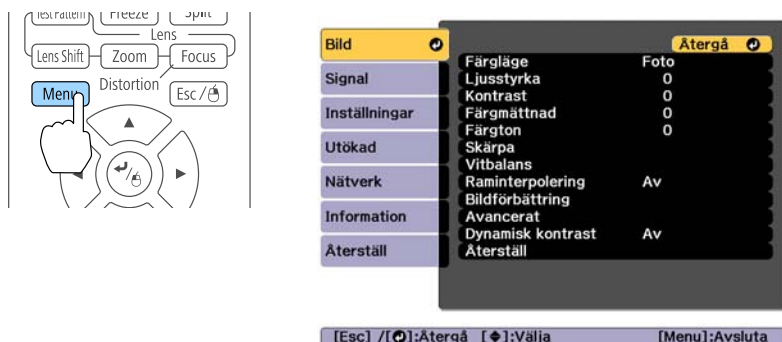 Test Pattern Freeze Split
Lens
Lens Shift Zoom Focus
Menu Distortion Esc/
Bild
Signal
Inställningar
Utökad
Nätverk
Information
Återställ
Återgå
Färgläge Foto
Ljusstyrka 0
Kontrast 0
Färgmättnad 0
Färgton 0
Skärpa
Vitbalans
Raminterpolering Av
Bildförbättring
Avancerat
Dynamisk kontrast Av
Återställ
[Esc] /[ ]:Återgå [ ]:Välja [Menu]:Avsluta